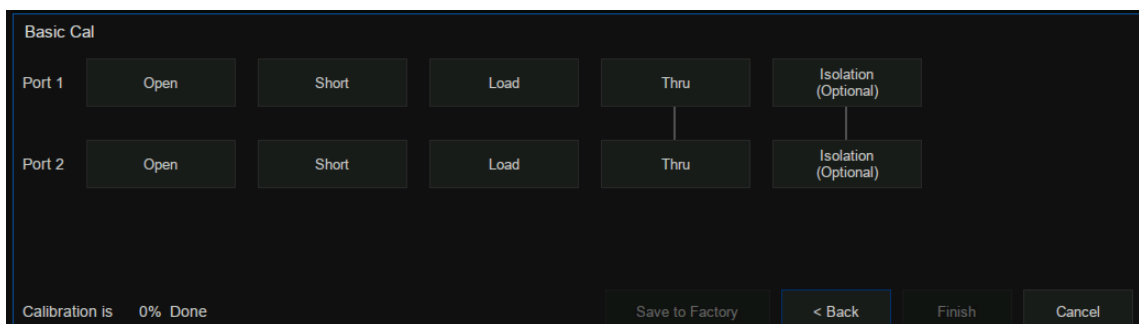 Basic Cal
Port 1 Open Short Load Thru Isolation (Optional)
Port 2 Open Short Load Thru Isolation (Optional)
Calibration is 0% Done Save to Factory < Back Finish Cancel